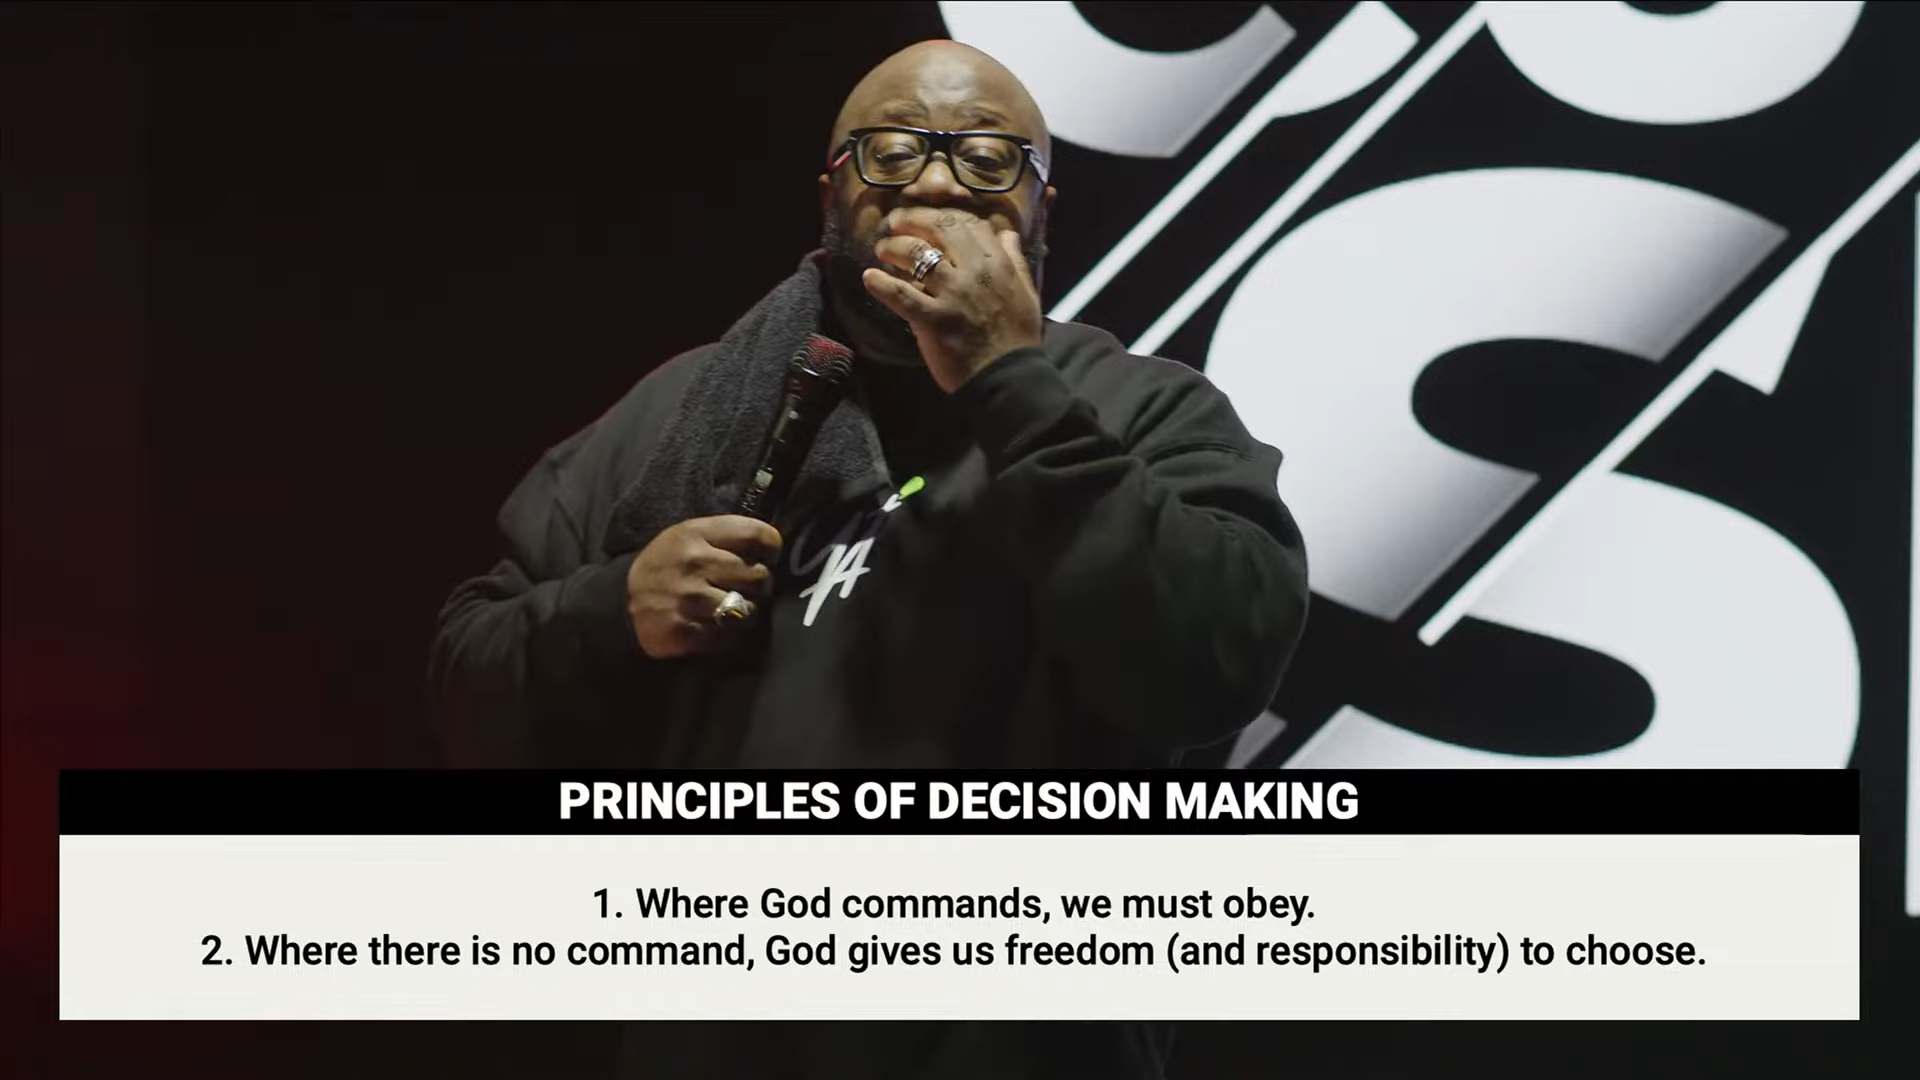 PRINCIPLES OF DECISION MAKING
1. Where God commands, we must obey.
2. Where there is no command, God gives us freedom (and responsibility) to choose.